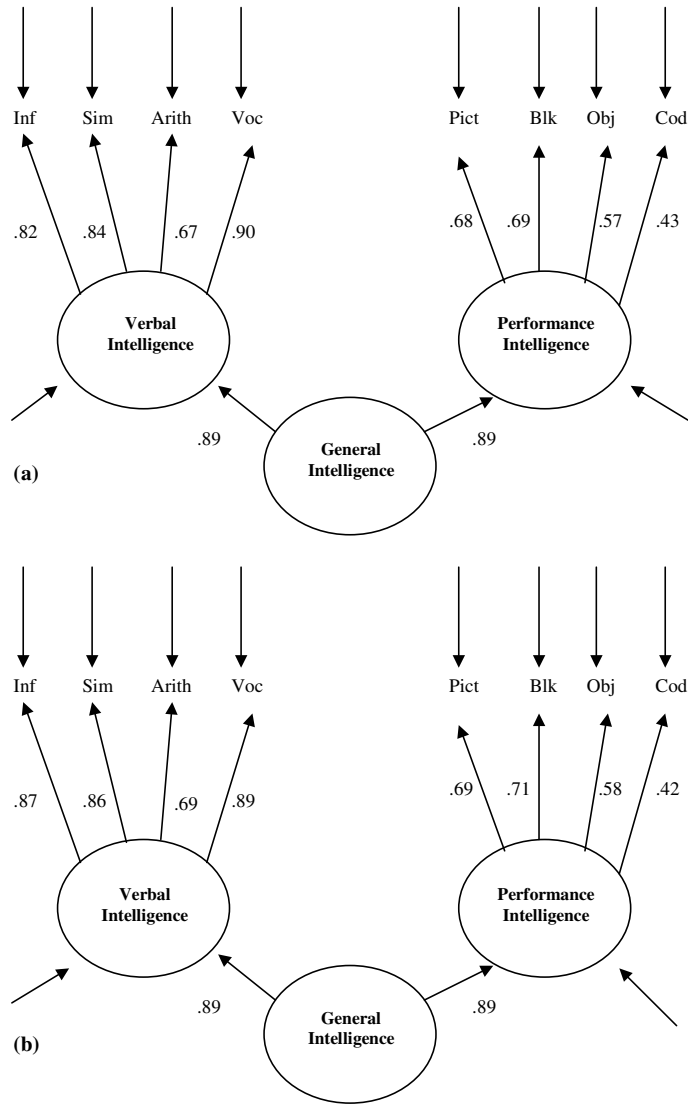 Inf Sim Arith Voc Pict Blk Obj Cod
.82 .84 .67 .90 .68 .69 .57 .43
Verbal
Intelligence
Performance
Intelligence
.89 .89
General
Intelligence
(a)
Inf Sim Arith Voc Pict Blk Obj Cod
.87 .86 .69 .89 .69 .71 .58 .42
Verbal
Intelligence
Performance
Intelligence
.89 .89
General
Intelligence
(b)